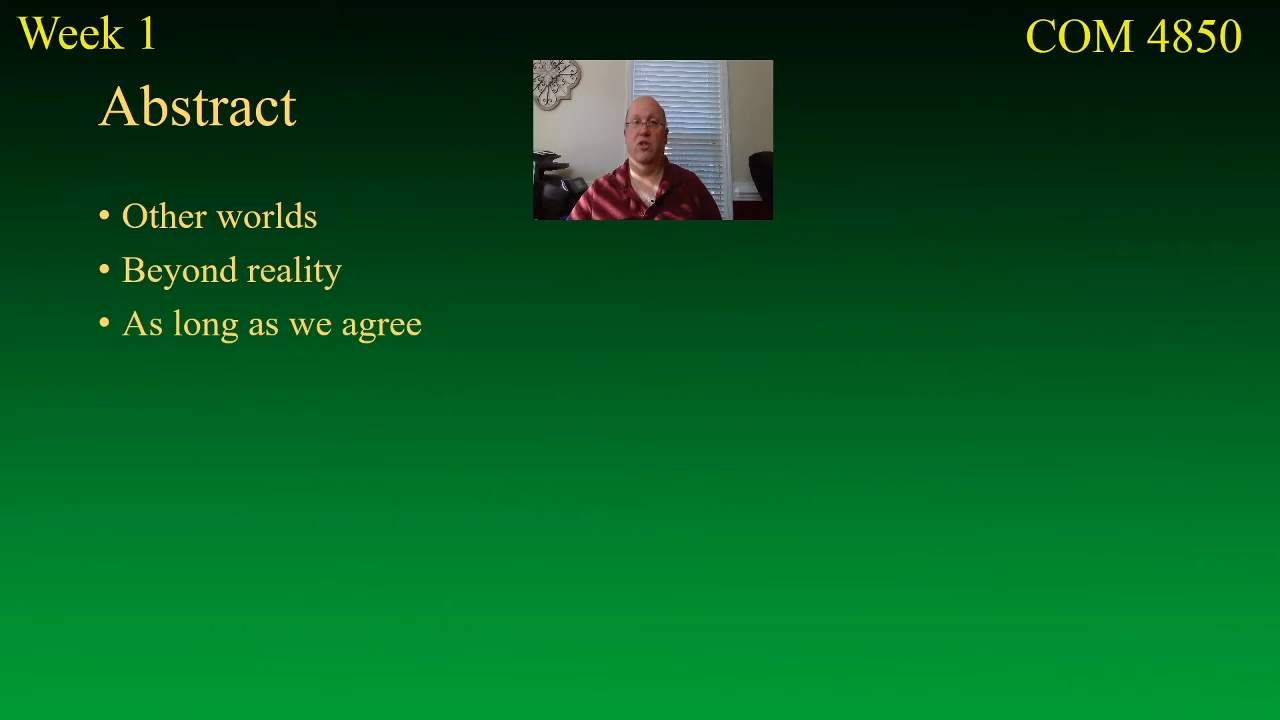 Week 1
COM 4850
Abstract
• Other worlds
• Beyond reality
• As long as we agree